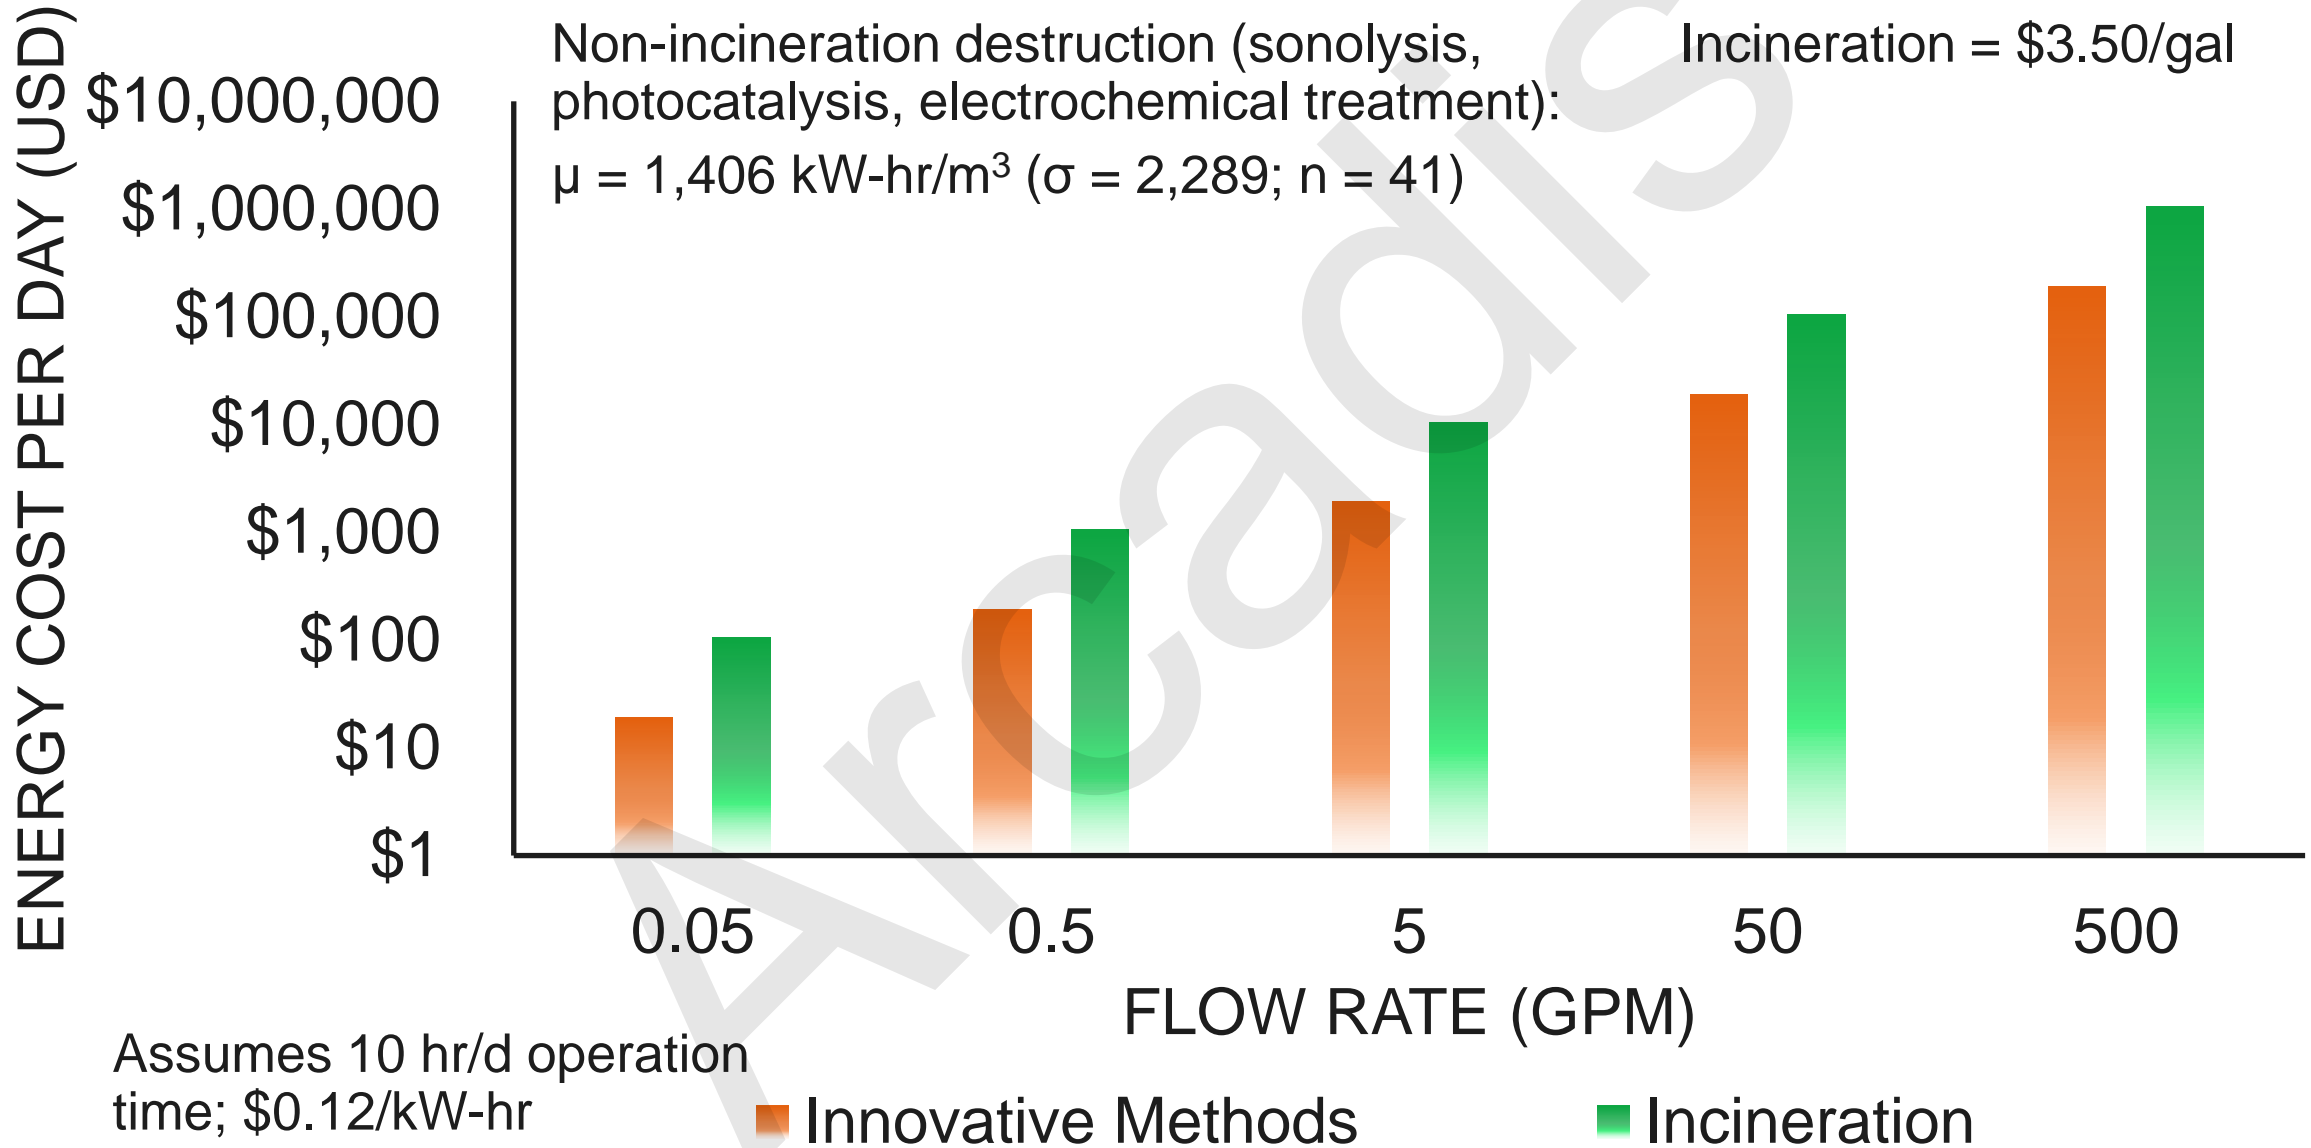 ENERGY COST PER DAY (USD)
Non-incineration destruction (sonolysis,
photocatalysis, electrochemical treatment):
μ = 1,406 kW-hr/m³ (σ = 2,289; n = 41)
Incineration = $3.50/gal
$10,000,000
$1,000,000
$100,000
$10,000
$1,000
$100
$10
$1
0.05 0.5 5 50 500
FLOW RATE (GPM)
Assumes 10 hr/d operation
time; $0.12/kW-hr
Innovative Methods
Incineration
Arcadis